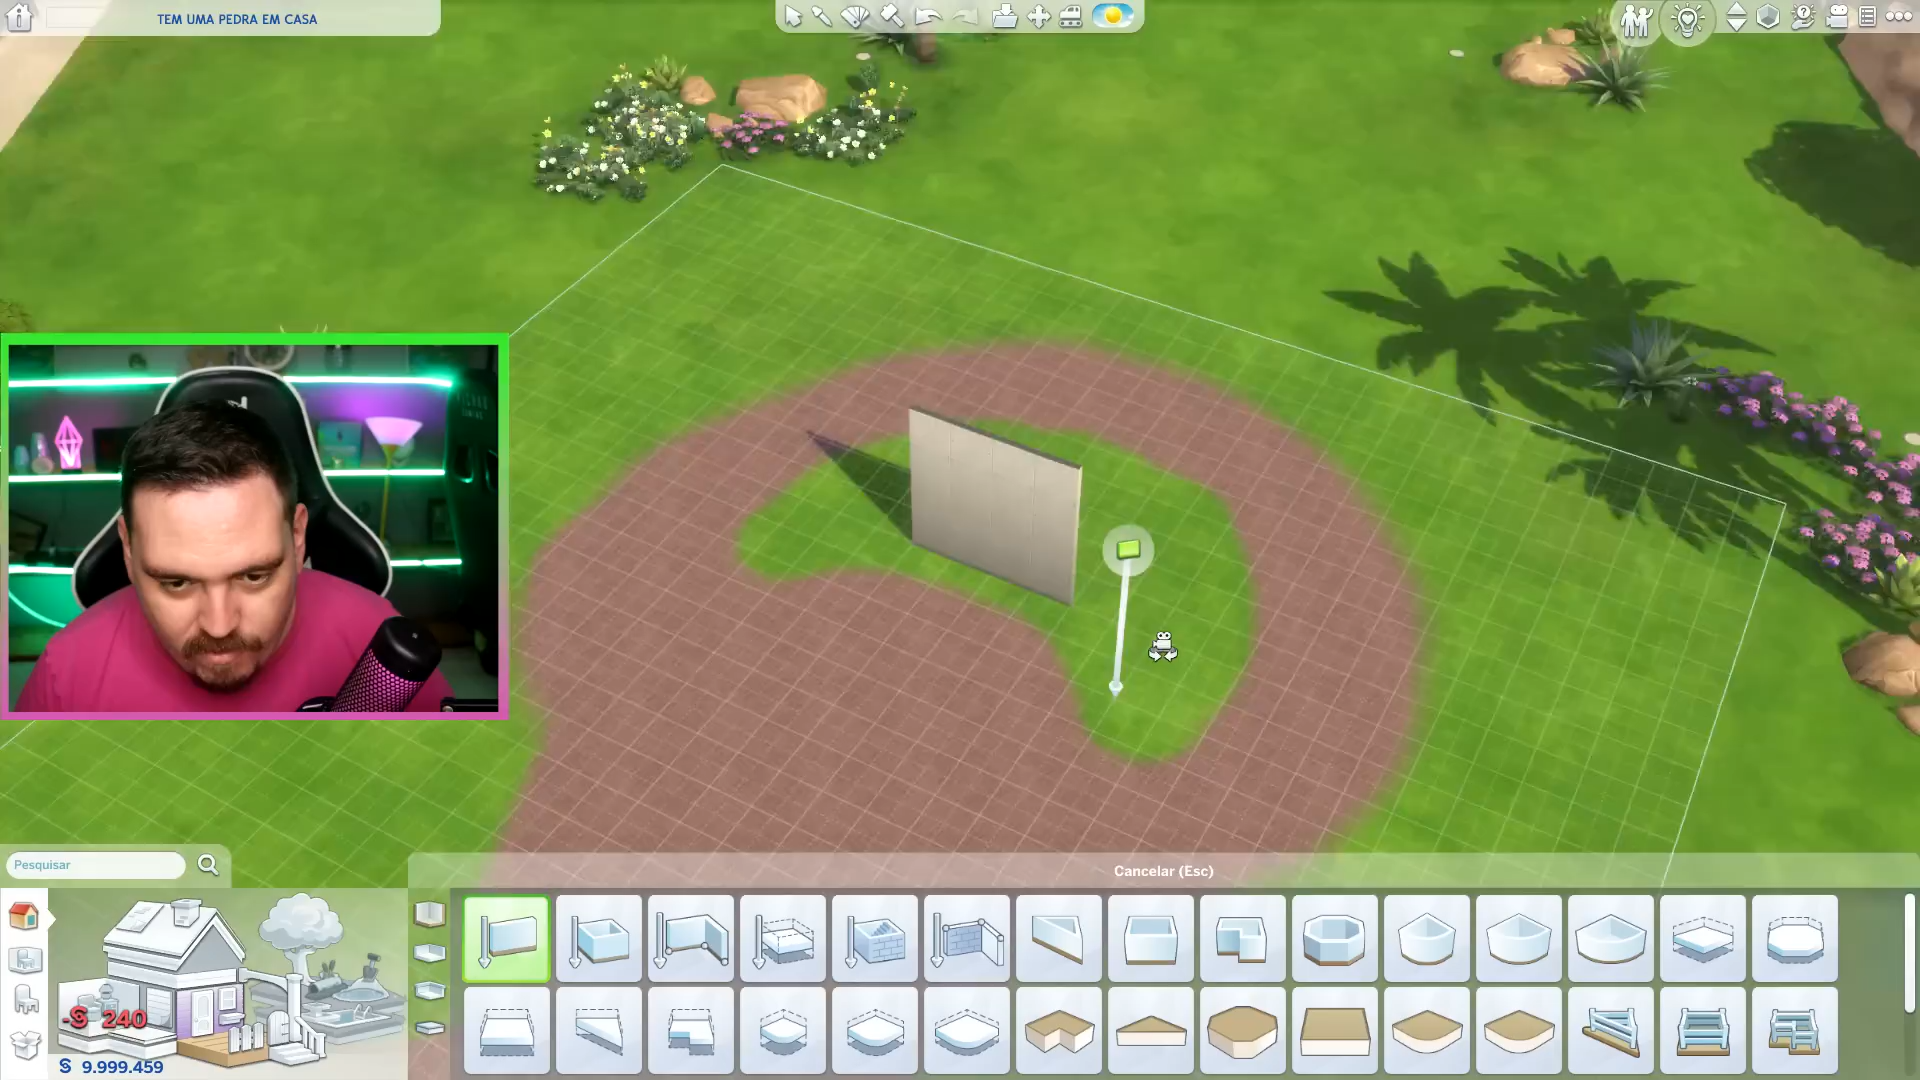 TEM UMA PEDRA EM CASA
Cancelar (Esc)
Pesquisar
-§ 240
§ 9.999.459